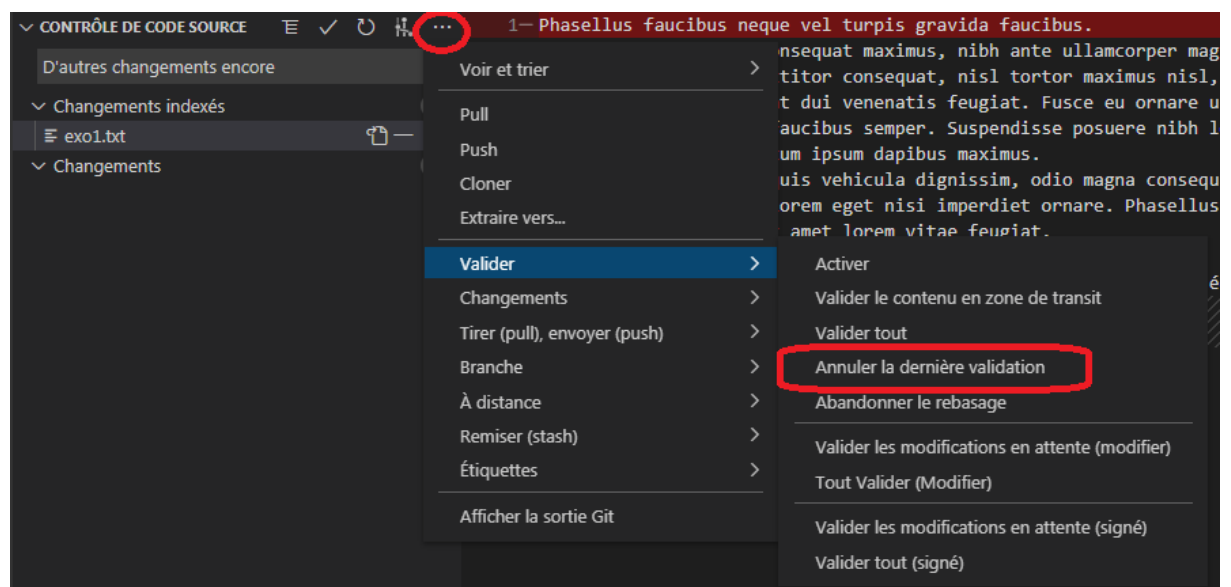 CONTRÔLE DE CODE SOURCE
1 Phasellus faucibus neque vel turpis gravida faucibus.
D'autres changements encore
Changements indexés
exo1.txt
Changements
Voir et trier
Pull
Push
Cloner
Extraire vers...
Valider
Changements
Tirer (pull), envoyer (push)
Branche
À distance
Remiser (stash)
Étiquettes
Afficher la sortie Git
nsequat maximus, nibh ante ullamcorper mag
titor consequat, nisl tortor maximus nisl,
t dui venenatis feugiat. Fusce eu ornare u
aucibus semper. Suspendisse posuere nibh l
um ipsum dapibus maximus.
uis vehicula dignissim, odio magna consequ
orem eget nisi imperdiet ornare. Phasellus
amet lorem vitae feugiat.
é
Activer
Valider le contenu en zone de transit
Valider tout
Annuler la dernière validation
Abandonner le rebasage
Valider les modifications en attente (modifier)
Tout Valider (Modifier)
Valider les modifications en attente (signé)
Valider tout (signé)